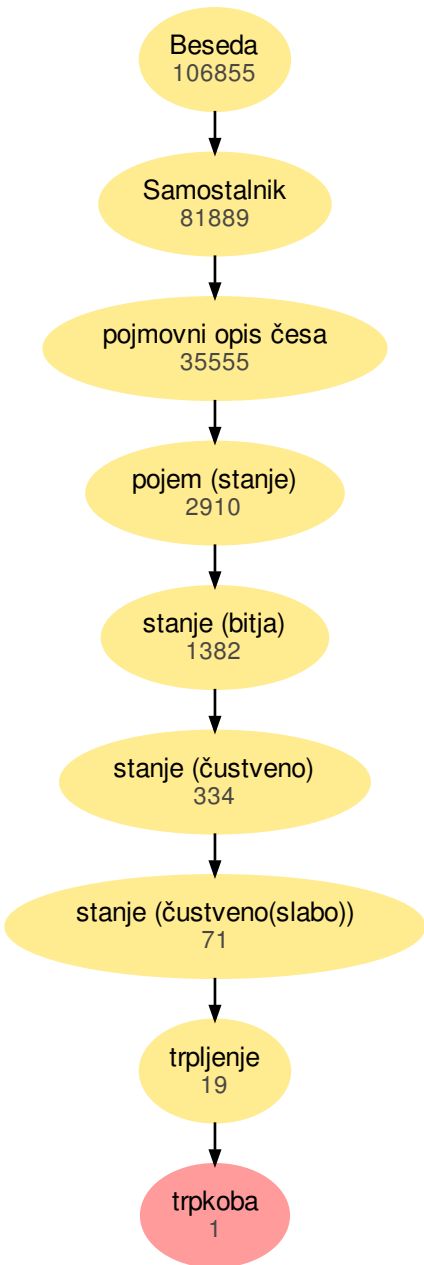 Beseda
106855
Samostalnik
81889
pojmovni opis česa
35555
pojem (stanje)
2910
stanje (bitja)
1382
stanje (čustveno)
334
stanje (čustveno(slabo))
71
trpljenje
19
trpkoba
1